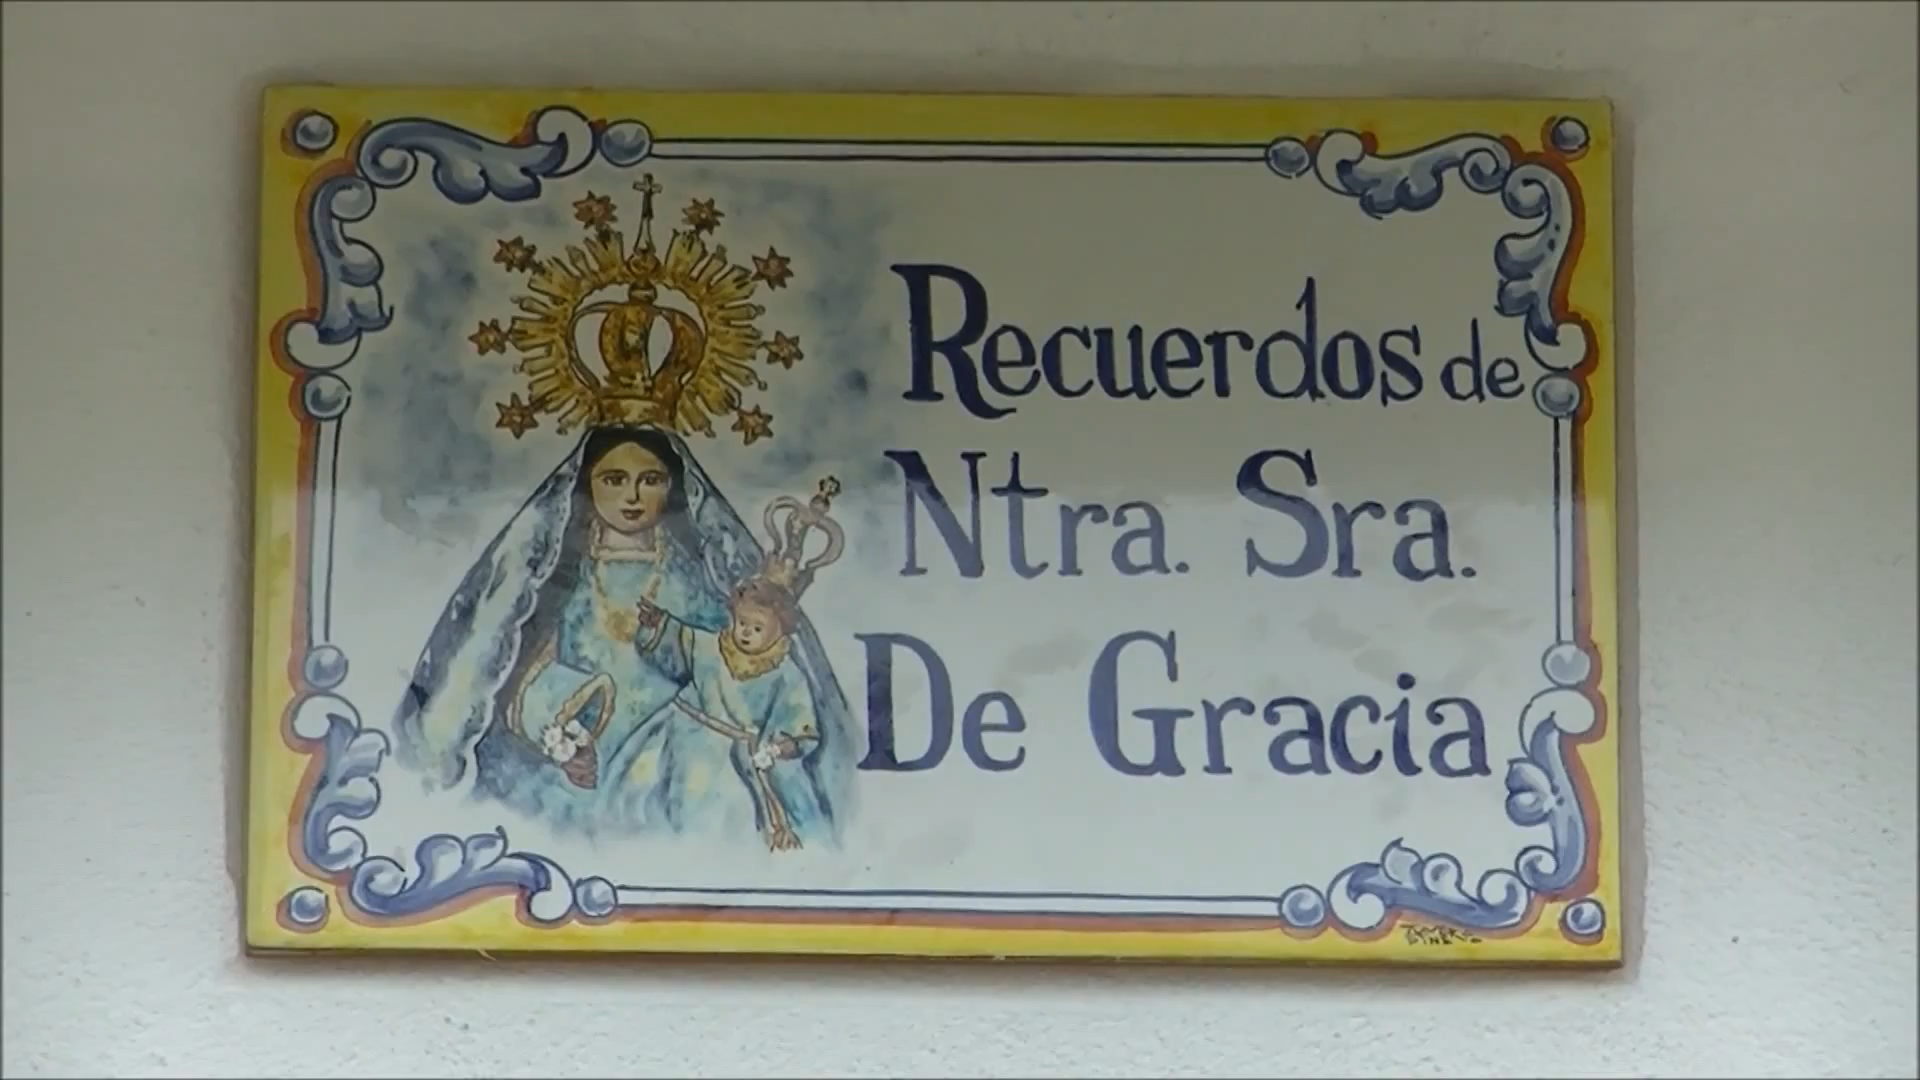 Recuerdos de
Ntra. Sra.
De Gracia